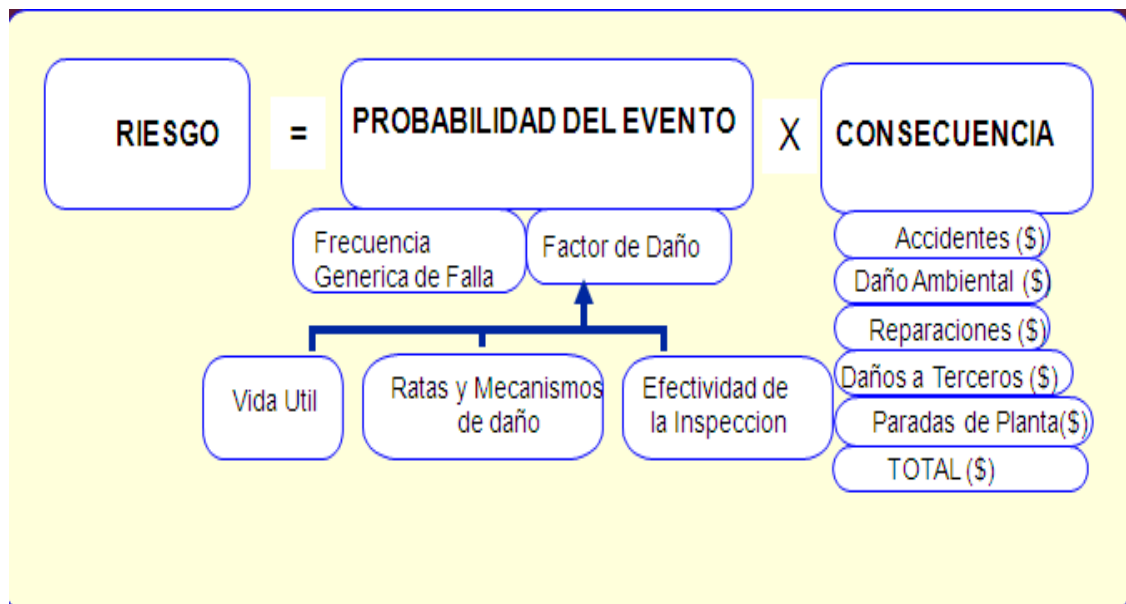 RIESGO
=
PROBABILIDAD DEL EVENTO
X
CONSECUENCIA
Frecuencia
Generica de Falla
Factor de Daño
Vida Util
Ratas y Mecanismos
de daño
Efectividad de
la Inspeccion
Accidentes ($)
Daño Ambiental ($)
Reparaciones ($)
Daños a Terceros ($)
Paradas de Planta($)
TOTAL ($)